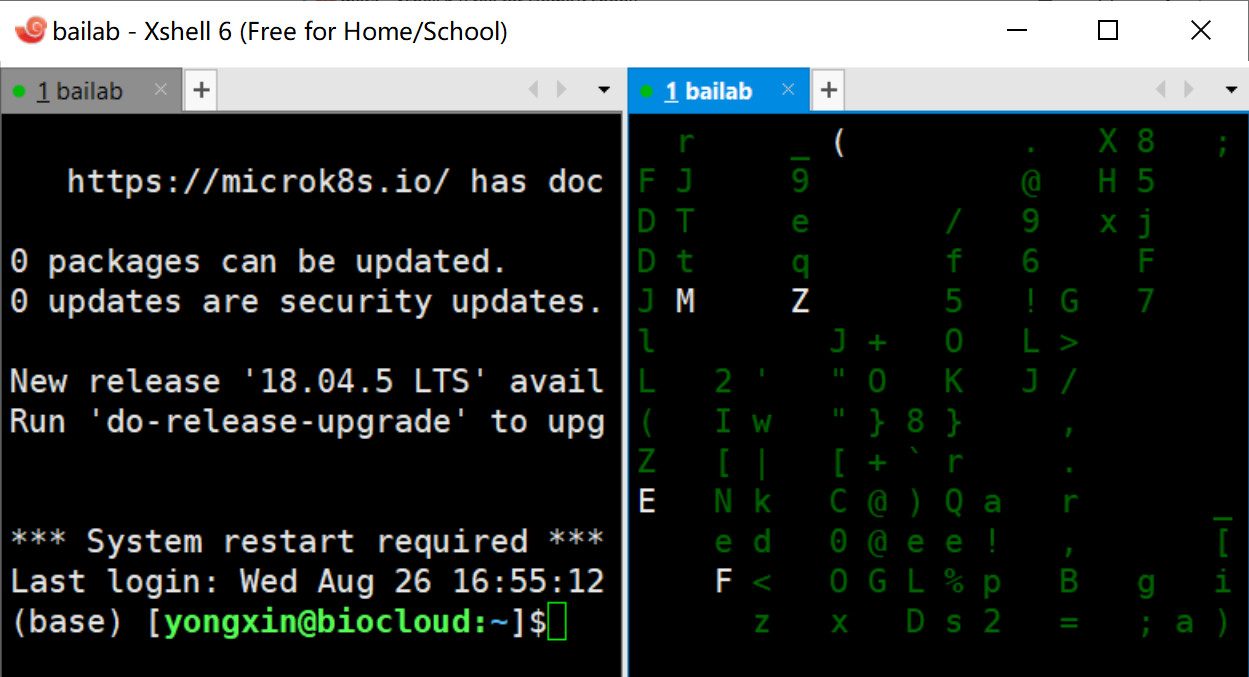 bailab - Xshell 6 (Free for Home/School)
1 bailab
https://microk8s.io/ has doc
0 packages can be updated.
0 updates are security updates.
New release '18.04.5 LTS' avail
Run 'do-release-upgrade' to upg
*** System restart required ***
Last login: Wed Aug 26 16:55:12
(base) [yongxin@biocloud:~]$
1 bailab
r _ ( . X 8 ;
F J 9 @ H 5
D T e / 9 x j
D t q f 6 F
J M Z 5 ! G 7
l J + O L >
L 2 ' " O K J /
( I w " } 8 } ,
Z [ | [ + ` r .
E N k C @ ) Q a r _
e d 0 @ e e ! , [
F < O G L % p B g i
z x D s 2 = ; a )